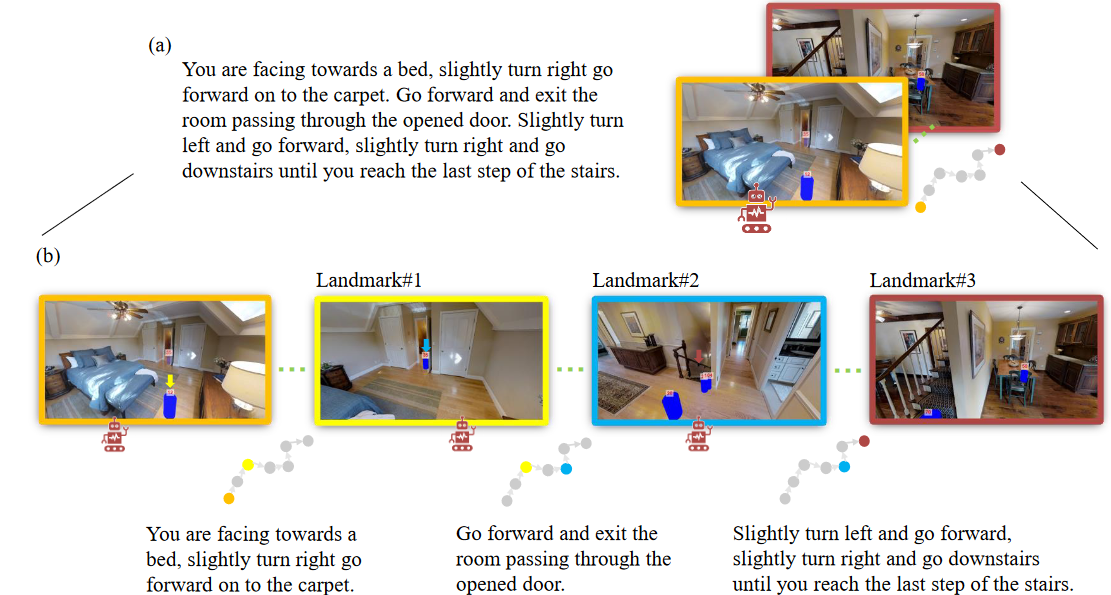 (a)
You are facing towards a bed, slightly turn right go
forward on to the carpet. Go forward and exit the
room passing through the opened door. Slightly turn
left and go forward, slightly turn right and go
downstairs until you reach the last step of the stairs.
(b)
Landmark#1
Landmark#2
Landmark#3
You are facing towards a
bed, slightly turn right go
forward on to the carpet.
Go forward and exit the
room passing through the
opened door.
Slightly turn left and go forward,
slightly turn right and go downstairs
until you reach the last step of the stairs.